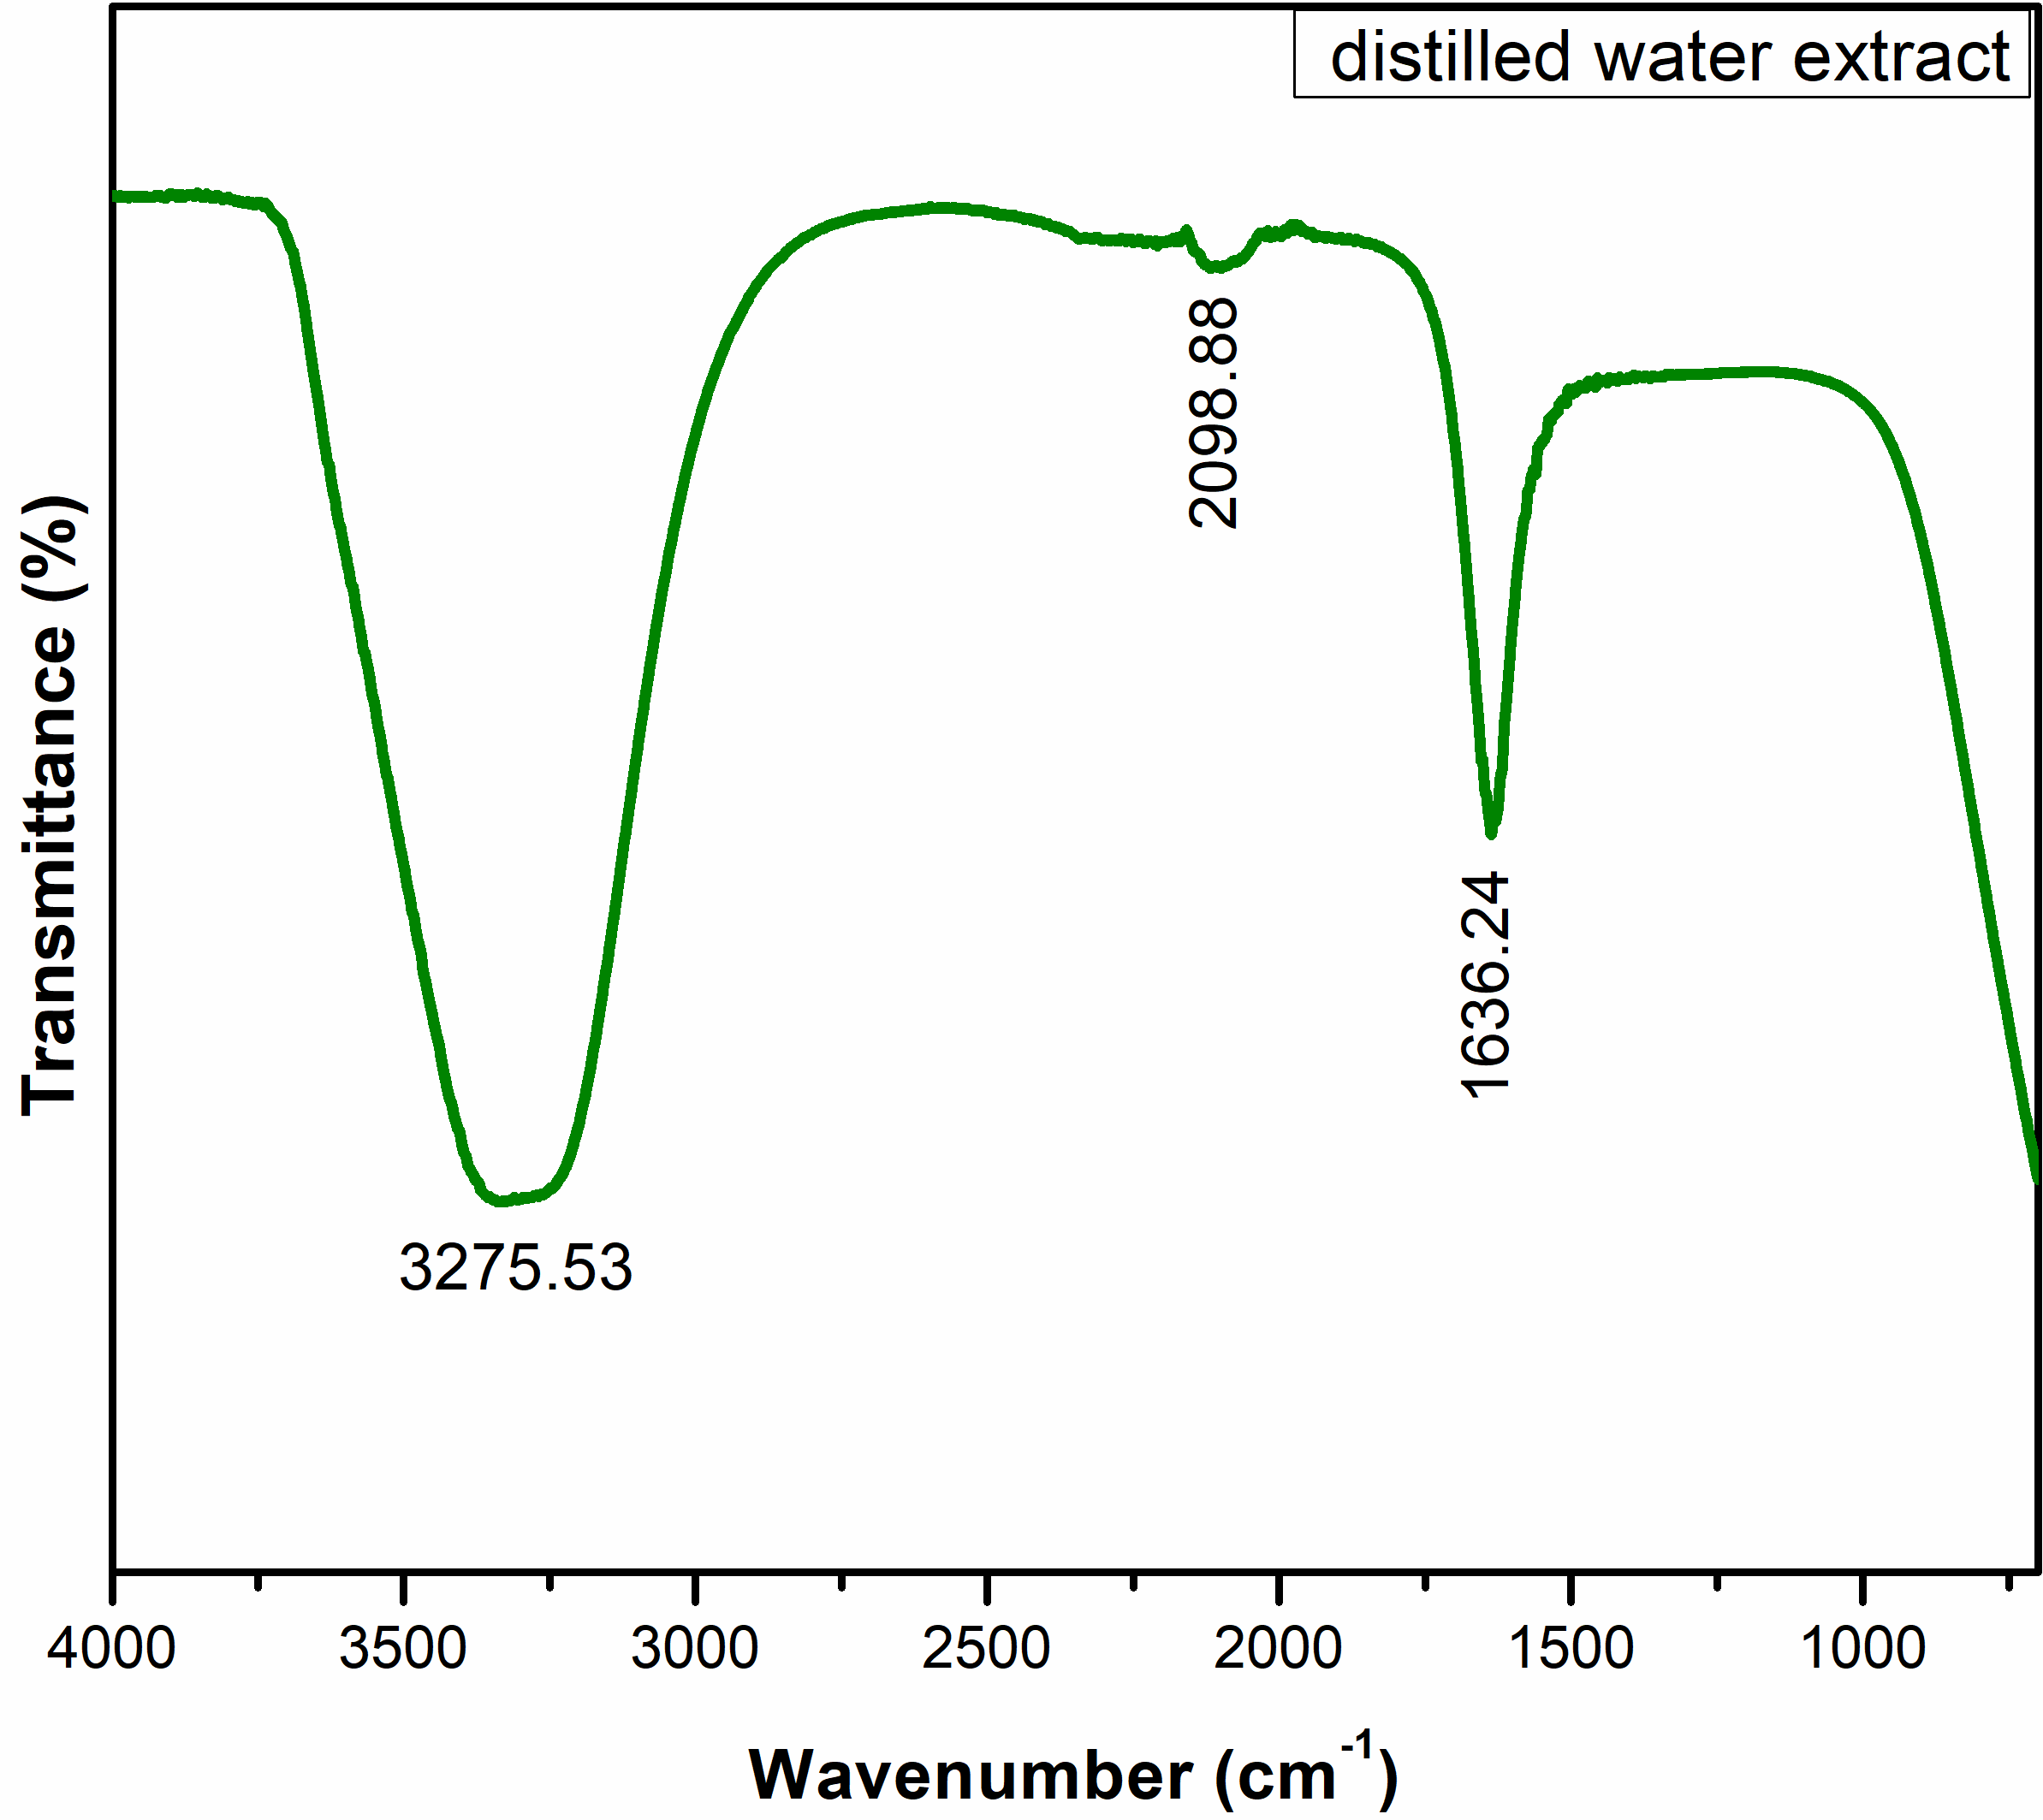 distilled water extract
Transmittance (%)
2098.88
1636.24
3275.53
4000 3500 3000 2500 2000 1500 1000
Wavenumber (cm⁻¹)